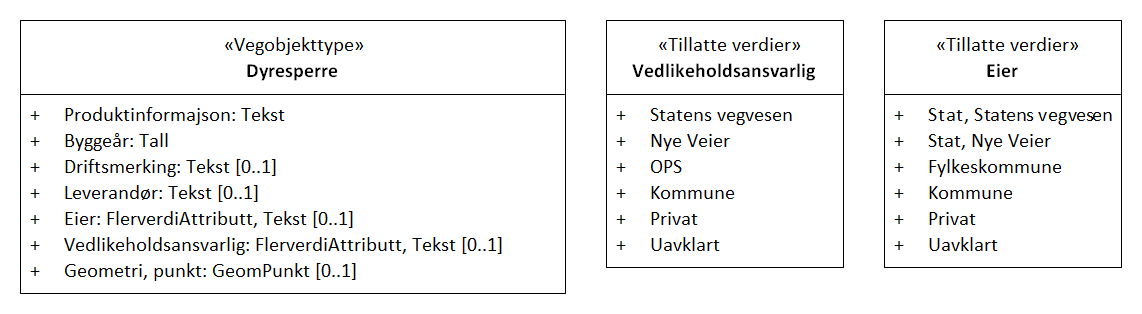 «Vegobjekttype»
Dyresperre
+ Produktinformajson: Tekst
+ Byggeår: Tall
+ Driftsmerking: Tekst [0..1]
+ Leverandør: Tekst [0..1]
+ Eier: FlerverdiAttributt, Tekst [0..1]
+ Vedlikeholdsansvarlig: FlerverdiAttributt, Tekst [0..1]
+ Geometri, punkt: GeomPunkt [0..1]
«Tillatte verdier»
Vedlikeholdsansvarlig
+ Statens vegvesen
+ Nye Veier
+ OPS
+ Kommune
+ Privat
+ Uavklart
«Tillatte verdier»
Eier
+ Stat, Statens vegvesen
+ Stat, Nye Veier
+ Fylkeskommune
+ Kommune
+ Privat
+ Uavklart